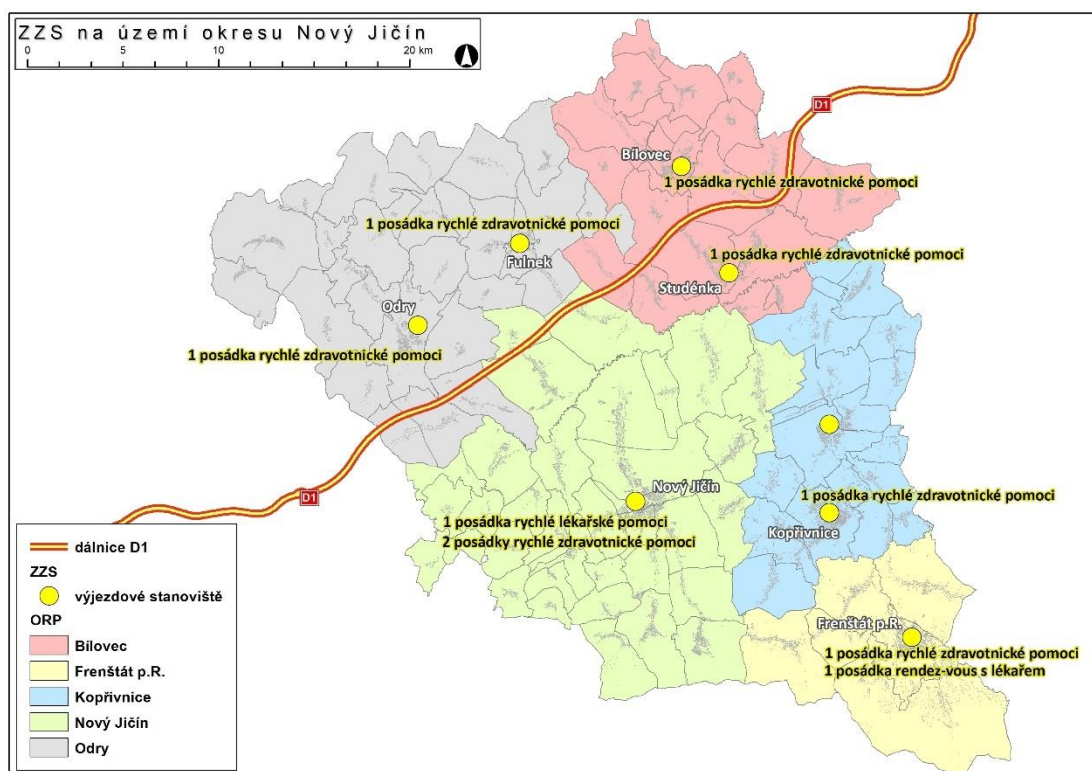 ZZS na území okresu Nový Jičín
0 5 10 20 km
D1
Bílovec
1 posádka rychlé zdravotnické pomoci
1 posádka rychlé zdravotnické pomoci
Fulnek
1 posádka rychlé zdravotnické pomoci
Studénka
Odry
1 posádka rychlé zdravotnické pomoci
Nový Jičín
1 posádka rychlé lékařské pomoci
2 posádky rychlé zdravotnické pomoci
1 posádka rychlé zdravotnické pomoci
Kopřivnice
D1
Frenštát p.R.
1 posádka rychlé zdravotnické pomoci
1 posádka rendez-vous s lékařem
dálnice D1
ZZS
výjezdové stanoviště
ORP
Bílovec
Frenštát p.R.
Kopřivnice
Nový Jičín
Odry